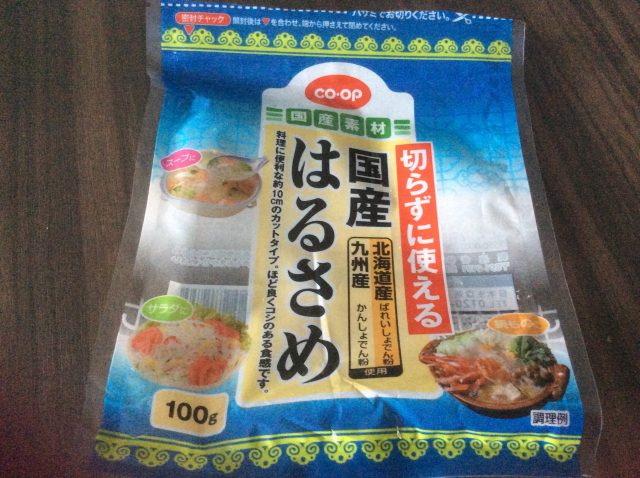 ハサミでお切りください。
密封チャック
開封後は▼を合わせ、端から押さえて閉めてください。
CO・OP
国産素材
切らずに使える
国産
はるさめ
料理に便利な約10cmのカットタイプ。ほど良くコシのある食感です。
北海道産 ばれいしょでん粉
九州産 かんしょでん粉
使用
スープに
サラダに
鍋もの
100g
調理例